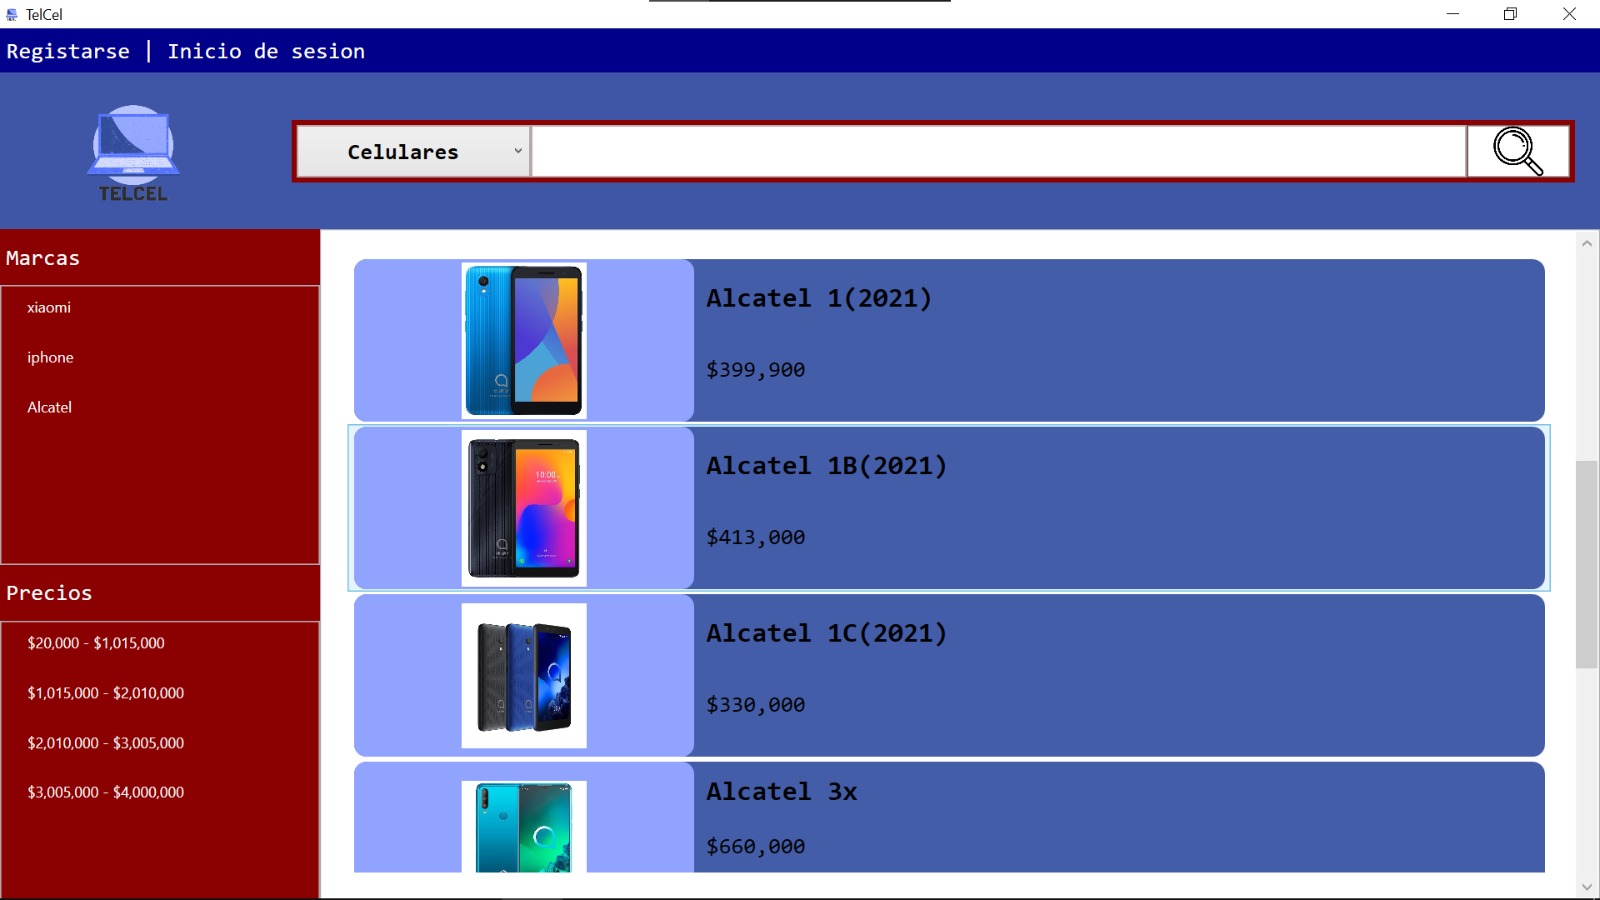 TelCel
Registarse | Inicio de sesion
TELCEL
Celulares
Marcas
xiaomi
iphone
Alcatel
Precios
$20,000 - $1,015,000
$1,015,000 - $2,010,000
$2,010,000 - $3,005,000
$3,005,000 - $4,000,000
Alcatel 1(2021)
$399,900
10:00
Alcatel 1B(2021)
$413,000
Alcatel 1C(2021)
$330,000
Alcatel 3x
$660,000